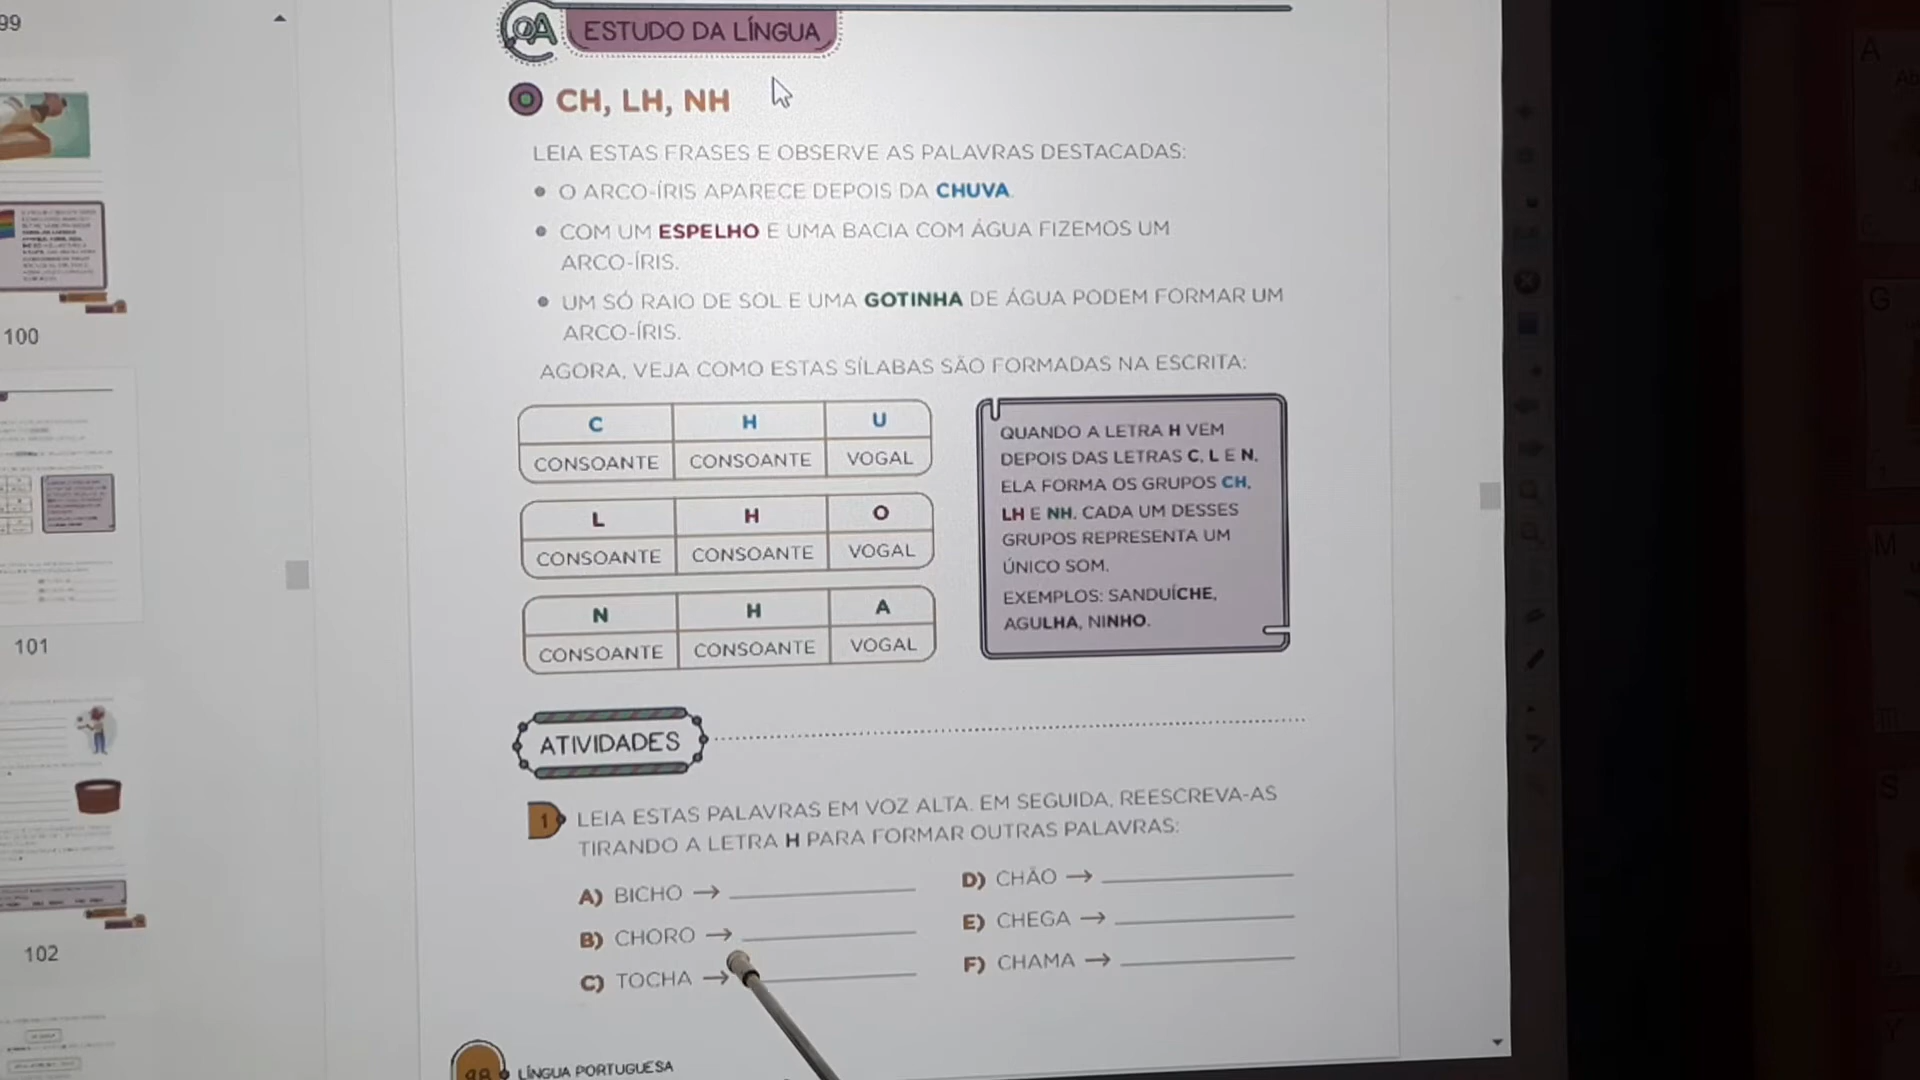 99
100
101
102
ESTUDO DA LÍNGUA
CH, LH, NH
LEIA ESTAS FRASES E OBSERVE AS PALAVRAS DESTACADAS:
• O ARCO-ÍRIS APARECE DEPOIS DA CHUVA.
• COM UM ESPELHO E UMA BACIA COM ÁGUA FIZEMOS UM
ARCO-ÍRIS.
• UM SÓ RAIO DE SOL E UMA GOTINHA DE ÁGUA PODEM FORMAR UM
ARCO-ÍRIS.
AGORA, VEJA COMO ESTAS SÍLABAS SÃO FORMADAS NA ESCRITA:
C H U
CONSOANTE CONSOANTE VOGAL
L H O
CONSOANTE CONSOANTE VOGAL
N H A
CONSOANTE CONSOANTE VOGAL
QUANDO A LETRA H VEM
DEPOIS DAS LETRAS C, L E N,
ELA FORMA OS GRUPOS CH,
LH E NH. CADA UM DESSES
GRUPOS REPRESENTA UM
ÚNICO SOM.
EXEMPLOS: SANDUÍCHE,
AGULHA, NINHO.
ATIVIDADES
1 LEIA ESTAS PALAVRAS EM VOZ ALTA. EM SEGUIDA, REESCREVA-AS
TIRANDO A LETRA H PARA FORMAR OUTRAS PALAVRAS:
A) BICHO →
B) CHORO →
C) TOCHA →
D) CHÃO →
E) CHEGA →
F) CHAMA →
98 LÍNGUA PORTUGUESA
A
G
M
S
Y